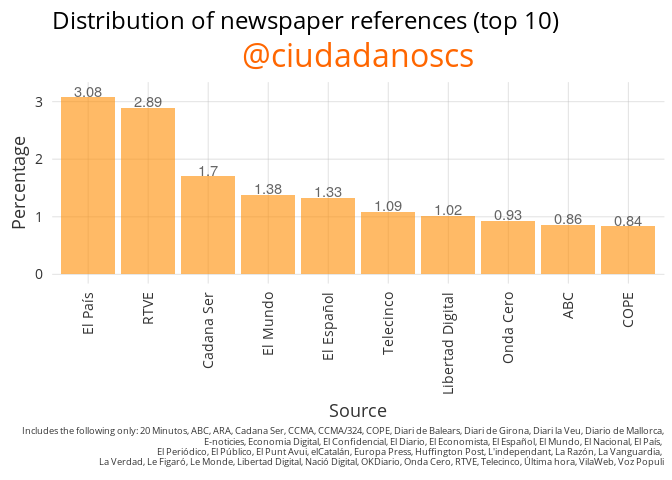 Distribution of newspaper references (top 10)
@ciudadanoscs
Percentage
3
2
1
0
3.08
2.89
1.7
1.38
1.33
1.09
1.02
0.93
0.86
0.84
El País
RTVE
Cadana Ser
El Mundo
El Español
Telecinco
Libertad Digital
Onda Cero
ABC
COPE
Source
Includes the following only: 20 Minutos, ABC, ARA, Cadana Ser, CCMA, CCMA/324, COPE, Diari de Balears, Diari de Girona, Diari la Veu, Diario de Mallorca,
E-noticies, Economia Digital, El Confidencial, El Diario, El Economista, El Español, El Mundo, El Nacional, El País,
El Periódico, El Público, El Punt Avui, elCatalán, Europa Press, Huffington Post, L'independant, La Razón, La Vanguardia,
La Verdad, Le Figaró, Le Monde, Libertad Digital, Nació Digital, OKDiario, Onda Cero, RTVE, Telecinco, Última hora, VilaWeb, Voz Populi